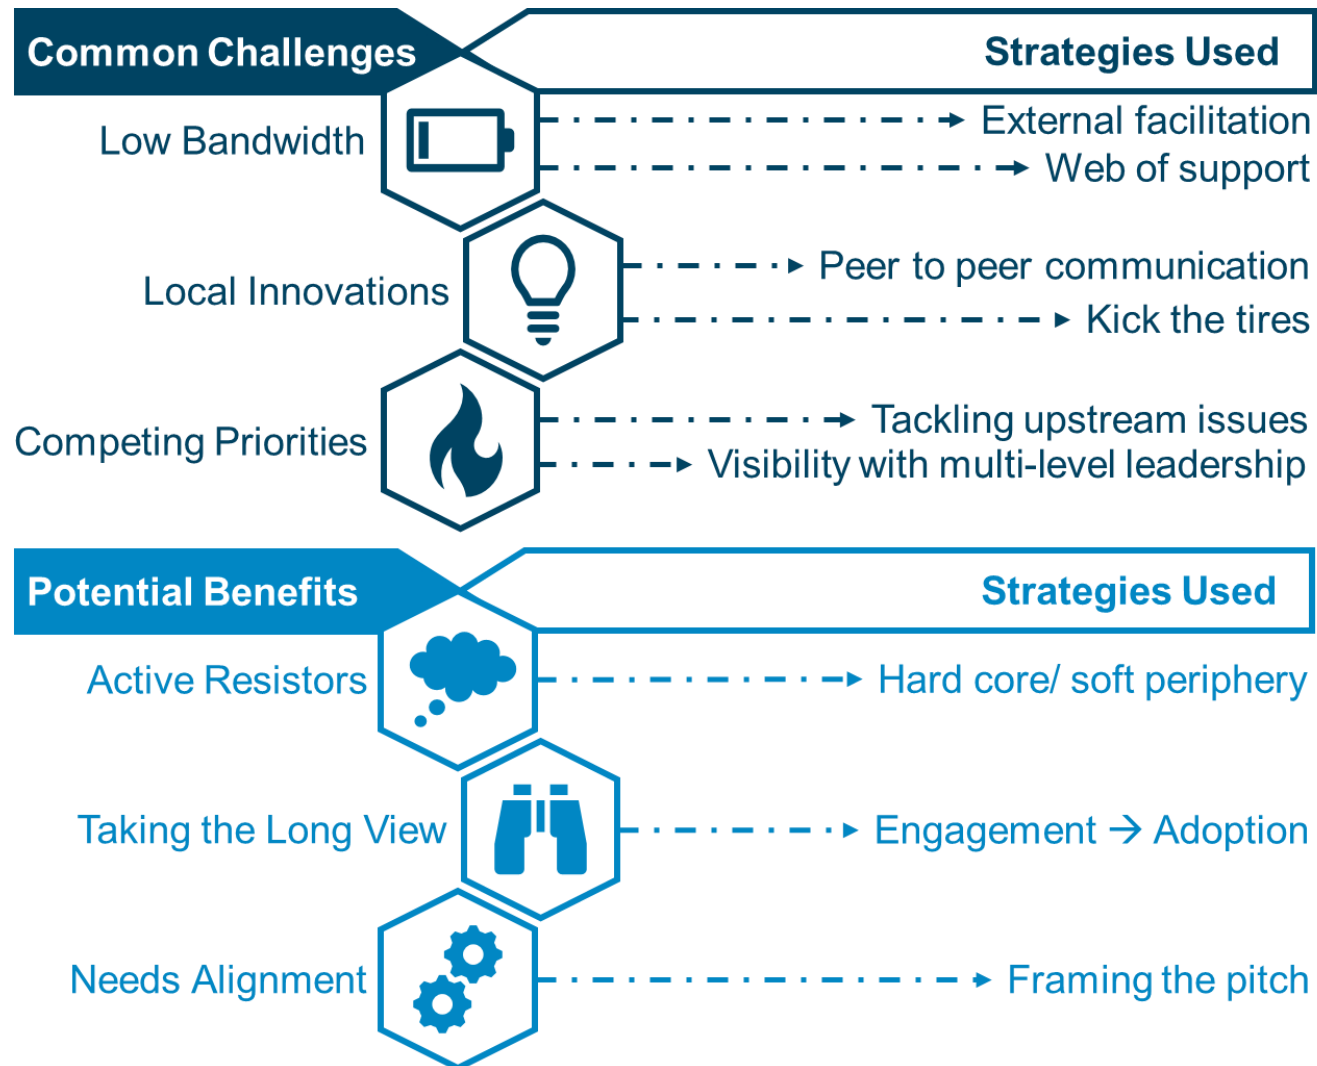 Common Challenges
Strategies Used
Low Bandwidth
External facilitation
Web of support
Local Innovations
Peer to peer communication
Kick the tires
Competing Priorities
Tackling upstream issues
Visibility with multi-level leadership
Potential Benefits
Strategies Used
Active Resistors
Hard core/ soft periphery
Taking the Long View
Engagement → Adoption
Needs Alignment
Framing the pitch